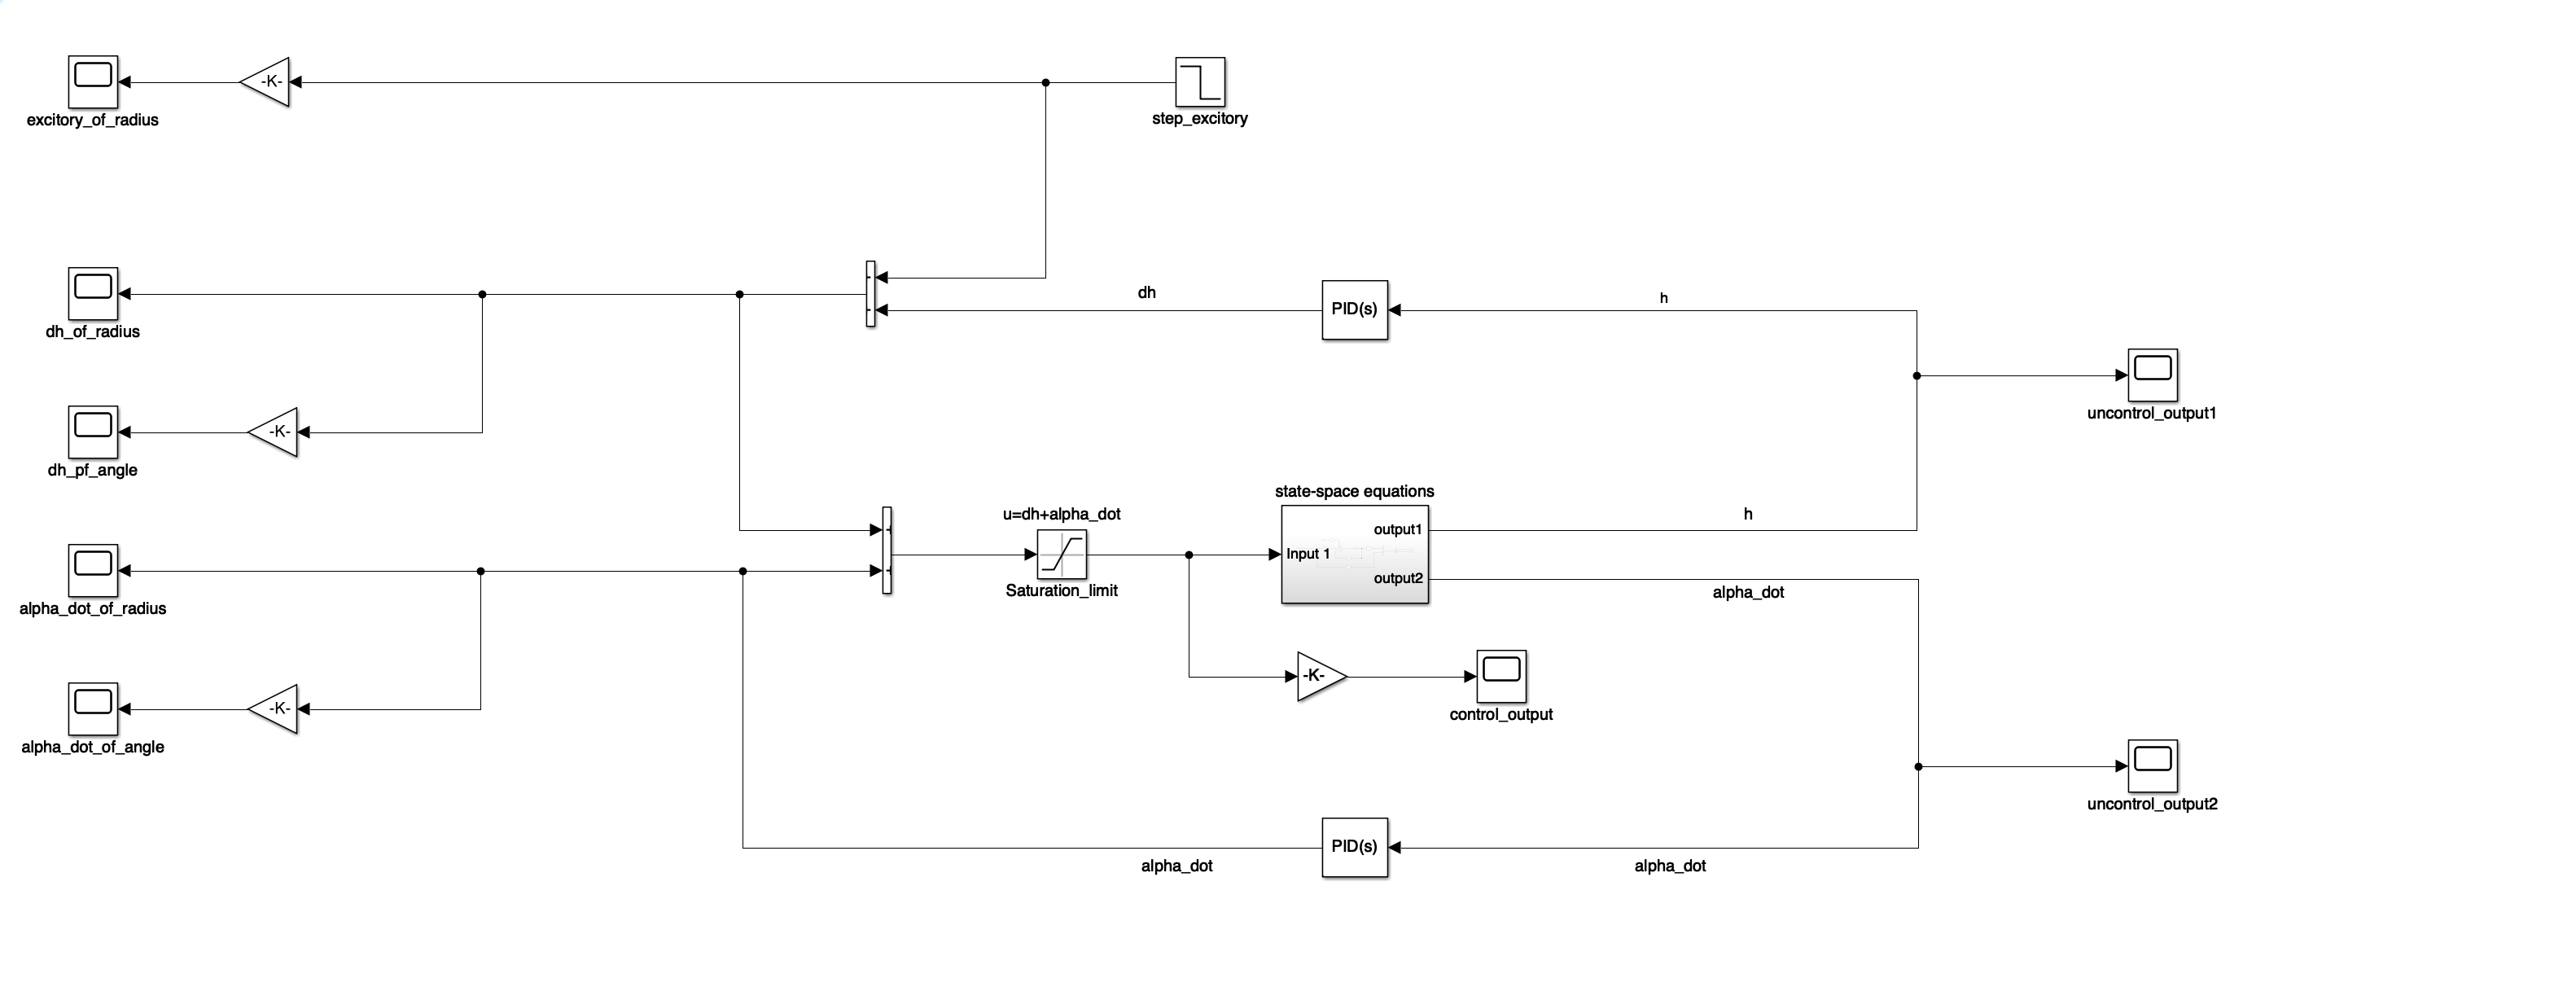 -K-
excitory_of_radius
step_excitory
dh
PID(s)
h
dh_of_radius
uncontrol_output1
-K-
dh_pf_angle
state-space equations
u=dh+alpha_dot
h
output1
Input 1
output2
Saturation_limit
alpha_dot
alpha_dot_of_radius
-K-
control_output
-K-
alpha_dot_of_angle
uncontrol_output2
PID(s)
alpha_dot
alpha_dot